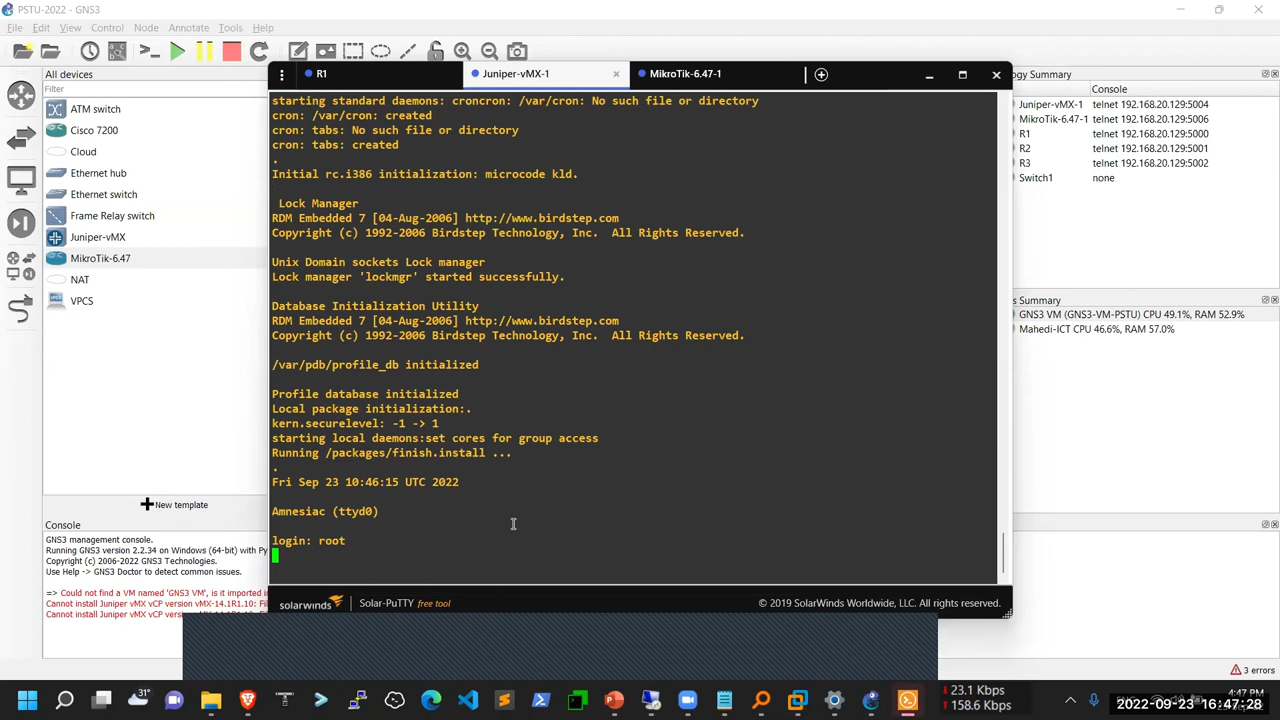 PSTU-2022 - GNS3
File Edit View Control Node Annotate Tools Help
All devices
Filter
ATM switch
Cisco 7200
Cloud
Ethernet hub
Ethernet switch
Frame Relay switch
Juniper-vMX
MikroTik-6.47
NAT
VPCS
New template
Console
GNS3 management console.
Running GNS3 version 2.2.34 on Windows (64-bit) with Py
Copyright (c) 2006-2022 GNS3 Technologies.
Use Help -> GNS3 Doctor to detect common issues.
=> Could not find a VM named 'GNS3 VM', is it imported in
Cannot install Juniper vMX vCP version vMX-14.1R1.10: Fil
R1
Juniper-vMX-1
MikroTik-6.47-1
starting standard daemons: croncron: /var/cron: No such file or directory
cron: /var/cron: created
cron: tabs: No such file or directory
cron: tabs: created
.
Initial rc.i386 initialization: microcode kld.
Lock Manager
RDM Embedded 7 [04-Aug-2006] http://www.birdstep.com
Copyright (c) 1992-2006 Birdstep Technology, Inc.  All Rights Reserved.
Unix Domain sockets Lock manager
Lock manager 'lockmgr' started successfully.
Database Initialization Utility
RDM Embedded 7 [04-Aug-2006] http://www.birdstep.com
Copyright (c) 1992-2006 Birdstep Technology, Inc.  All Rights Reserved.
/var/pdb/profile_db initialized
Profile database initialized
Local package initialization:.
kern.securelevel: -1 -> 1
starting local daemons:set cores for group access
Running /packages/finish.install ...
.
Fri Sep 23 10:46:15 UTC 2022
Amnesiac (ttyd0)
login: root
solarwinds Solar-PuTTY free tool
© 2019 SolarWinds Worldwide, LLC. All rights reserved.
ogy Summary
Console
Juniper-vMX-1 telnet 192.168.20.129:5004
MikroTik-6.47-1 telnet 192.168.20.129:5006
R1 telnet 192.168.20.129:5000
R2 telnet 192.168.20.129:5001
R3 telnet 192.168.20.129:5002
Switch1 none
s Summary
GNS3 VM (GNS3-VM-PSTU) CPU 49.1%, RAM 52.9%
Mahedi-ICT CPU 46.6%, RAM 57.0%
3 errors
31°
23.1 Kbps
158.6 Kbps
4:47 PM
2022-09-23 16:47:28